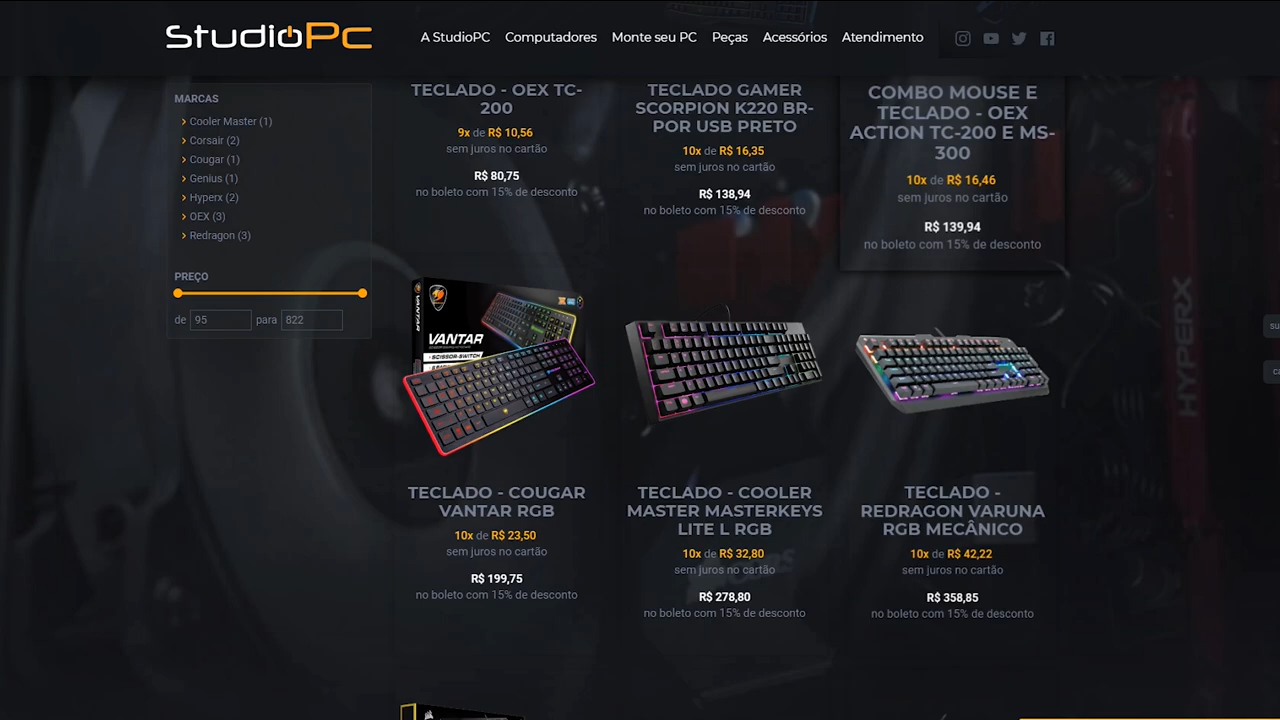 StudioPc
A StudioPC
Computadores
Monte seu PC
Peças
Acessórios
Atendimento
MARCAS
Cooler Master (1)
Corsair (2)
Cougar (1)
Genius (1)
Hyperx (2)
OEX (3)
Redragon (3)
PREÇO
de 95 para 822
TECLADO - OEX TC-
200
9x de R$ 10,56
sem juros no cartão
R$ 80,75
no boleto com 15% de desconto
TECLADO GAMER
SCORPION K220 BR-
POR USB PRETO
10x de R$ 16,35
sem juros no cartão
R$ 138,94
no boleto com 15% de desconto
COMBO MOUSE E
TECLADO - OEX
ACTION TC-200 E MS-
300
10x de R$ 16,46
sem juros no cartão
R$ 139,94
no boleto com 15% de desconto
VANTAR
SCISSOR-SWITCH
HYPERX
TECLADO - COUGAR
VANTAR RGB
10x de R$ 23,50
sem juros no cartão
R$ 199,75
no boleto com 15% de desconto
TECLADO - COOLER
MASTER MASTERKEYS
LITE L RGB
10x de R$ 32,80
sem juros no cartão
R$ 278,80
no boleto com 15% de desconto
TECLADO -
REDRAGON VARUNA
RGB MECÂNICO
10x de R$ 42,22
sem juros no cartão
R$ 358,85
no boleto com 15% de desconto